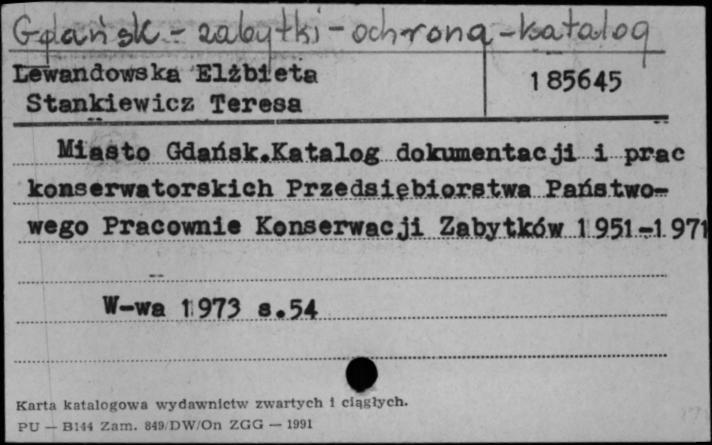 Gdańsk - zabytki - ochrona - katalog
Lewandowska Elżbieta
Stankiewicz Teresa
185645
Miasto Gdańsk.Katalog dokumentacji i prac
konserwatorskich Przedsiębiorstwa Państwo-
wego Pracownie Konserwacji Zabytków 1951-1971
W-wa 1973 s.54
Karta katalogowa wydawnictw zwartych i ciągłych.
PU — B144 Zam. 849/DW/On ZGG — 1991